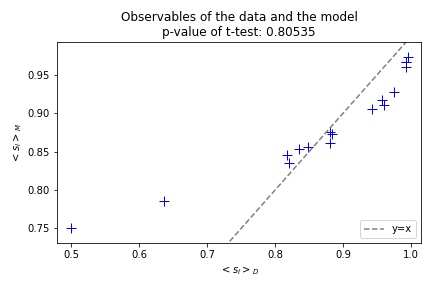 Observables of the data and the model
p-value of t-test: 0.80535
0.95
0.90
0.85
0.80
0.75
< s_i >_M
y=x
0.5 0.6 0.7 0.8 0.9 1.0
< s_i >_D